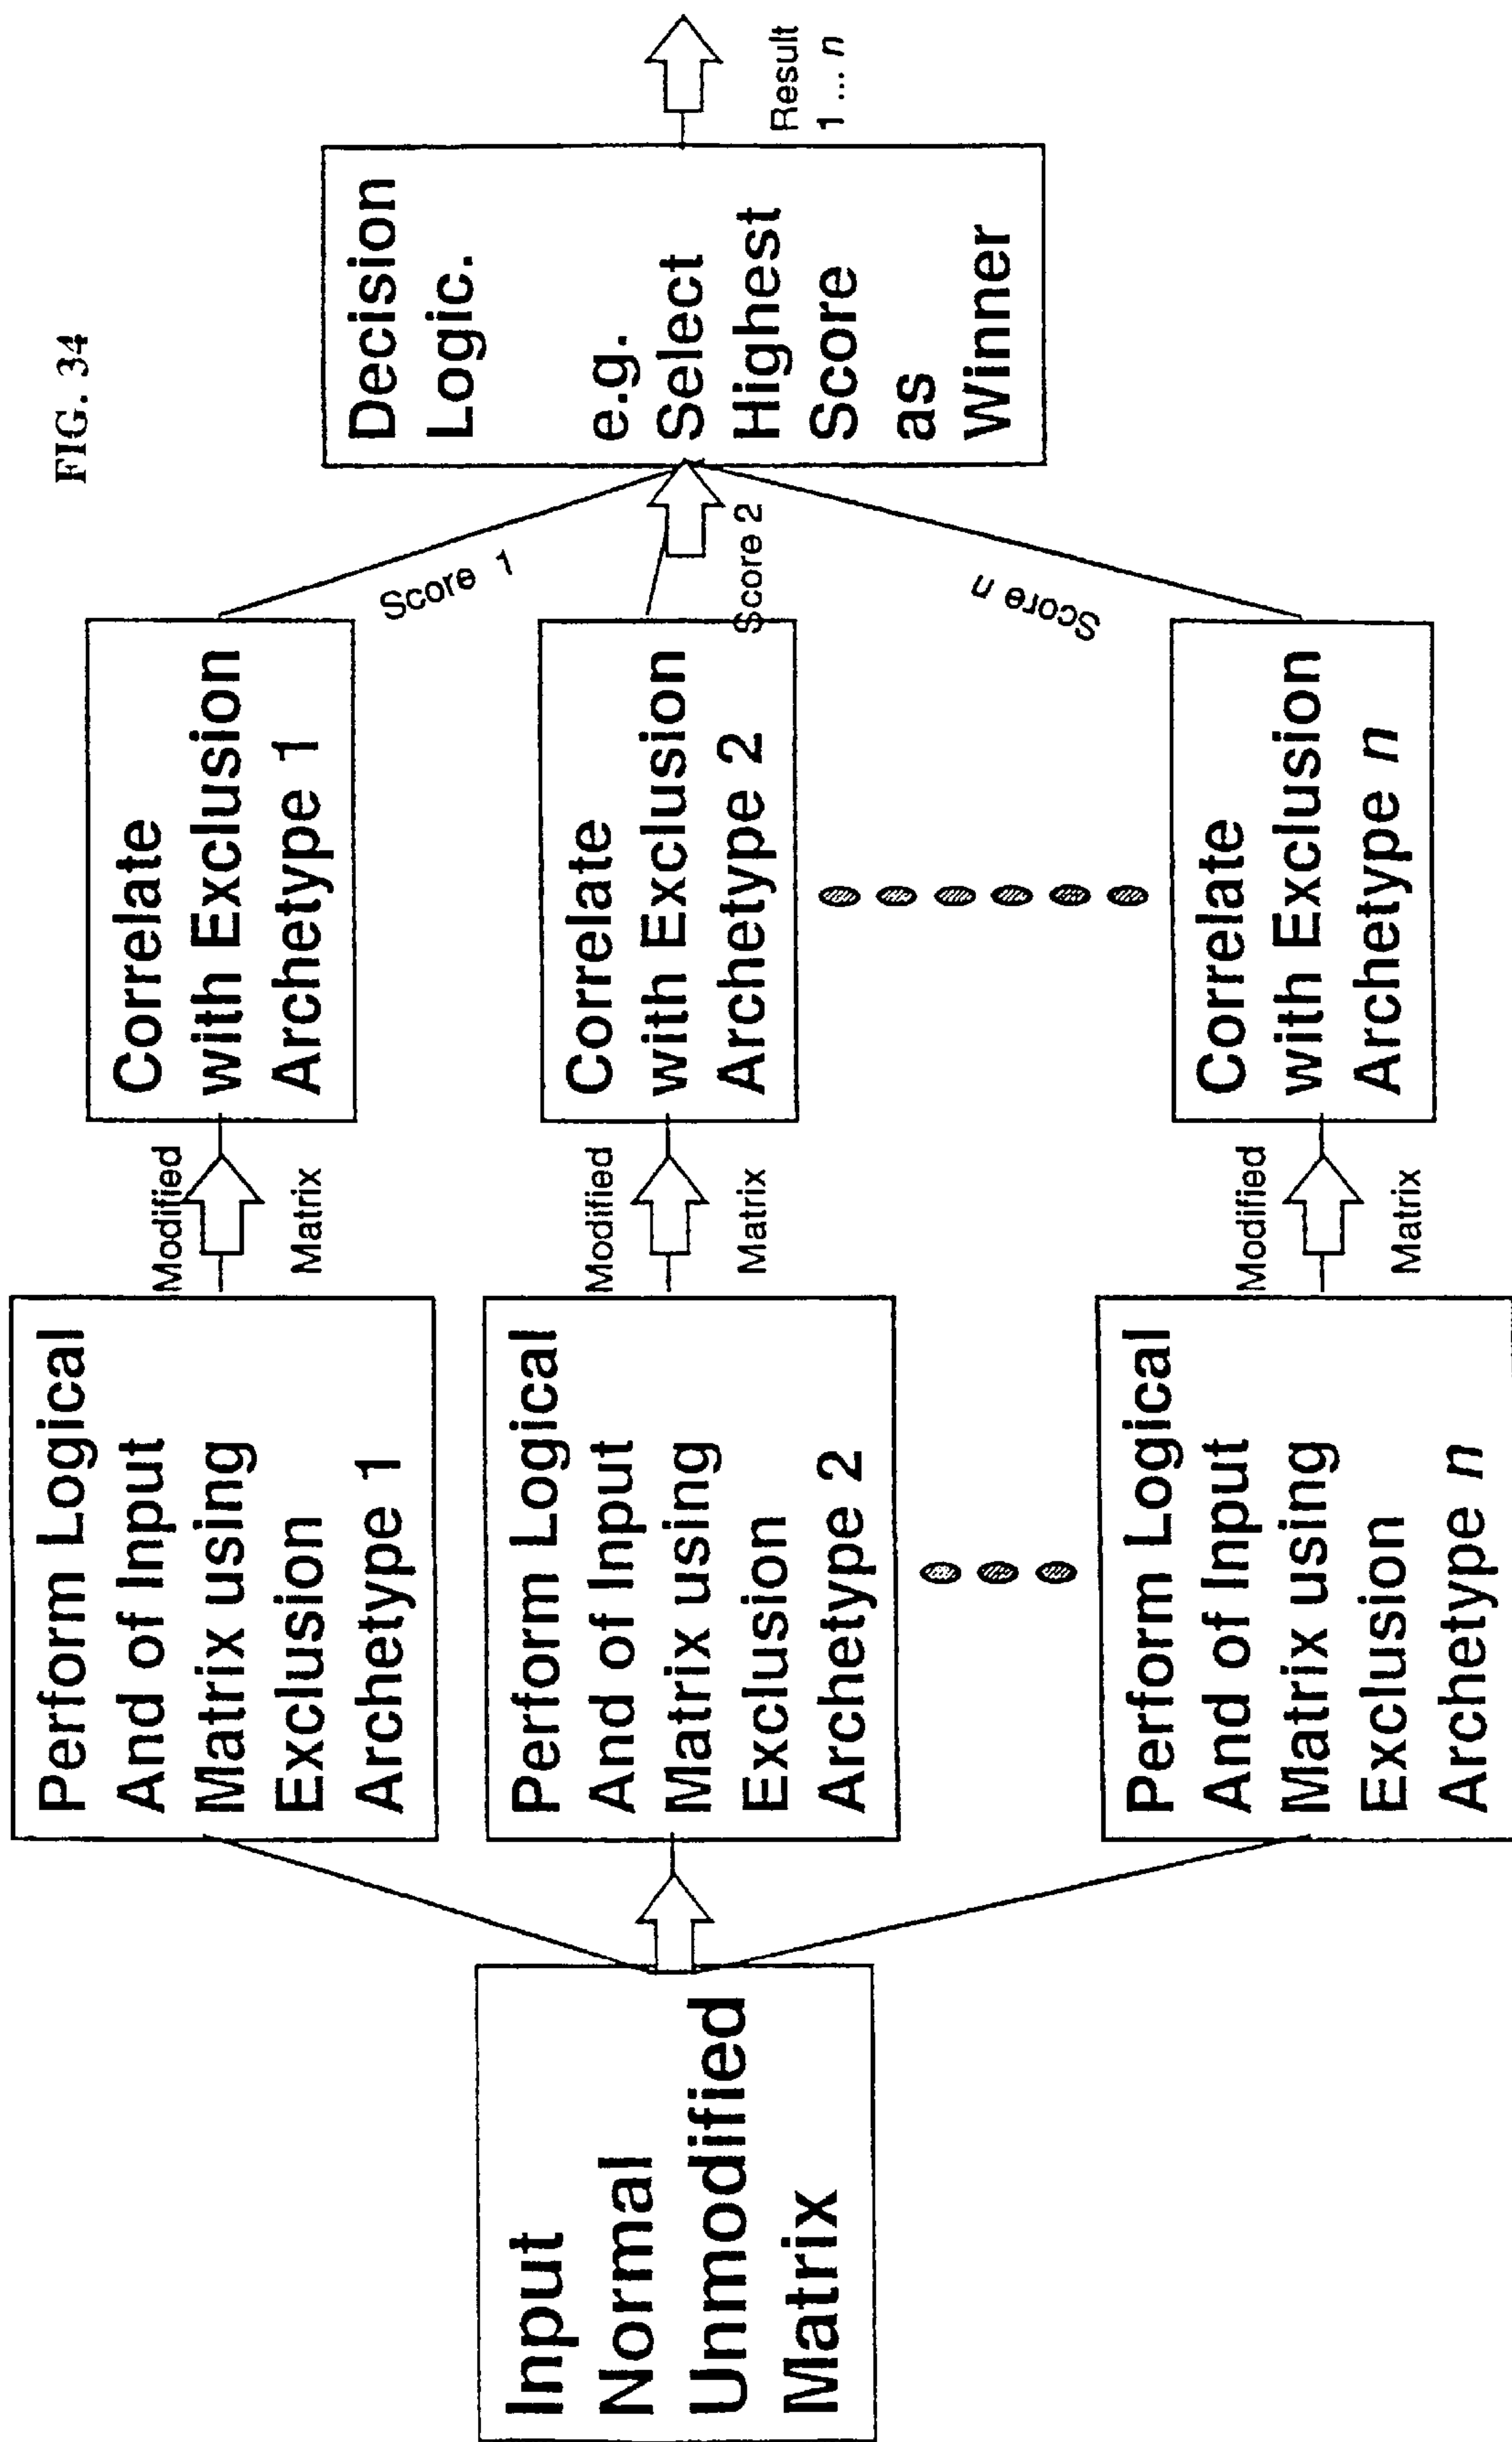 FIG. 34
Input
Normal
Unmodified
Matrix
Perform Logical
And of Input
Matrix using
Exclusion
Archetype 1
Modified
Matrix
Correlate
with Exclusion
Archetype 1
Score 1
Perform Logical
And of Input
Matrix using
Exclusion
Archetype 2
Modified
Matrix
Correlate
with Exclusion
Archetype 2
Score 2
Perform Logical
And of Input
Matrix using
Exclusion
Archetype n
Modified
Matrix
Correlate
with Exclusion
Archetype n
Score n
Decision
Logic.
e.g.
Select
Highest
Score
as
Winner
Result
1 ... n